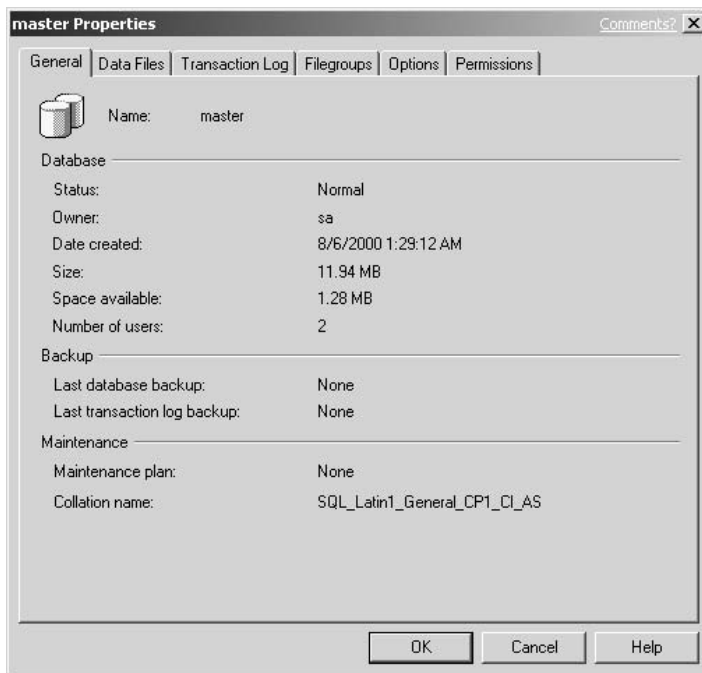 master Properties Comments?
General Data Files Transaction Log Filegroups Options Permissions
Name: master
Database
Status: Normal
Owner: sa
Date created: 8/6/2000 1:29:12 AM
Size: 11.94 MB
Space available: 1.28 MB
Number of users: 2
Backup
Last database backup: None
Last transaction log backup: None
Maintenance
Maintenance plan: None
Collation name: SQL_Latin1_General_CP1_CI_AS
OK Cancel Help